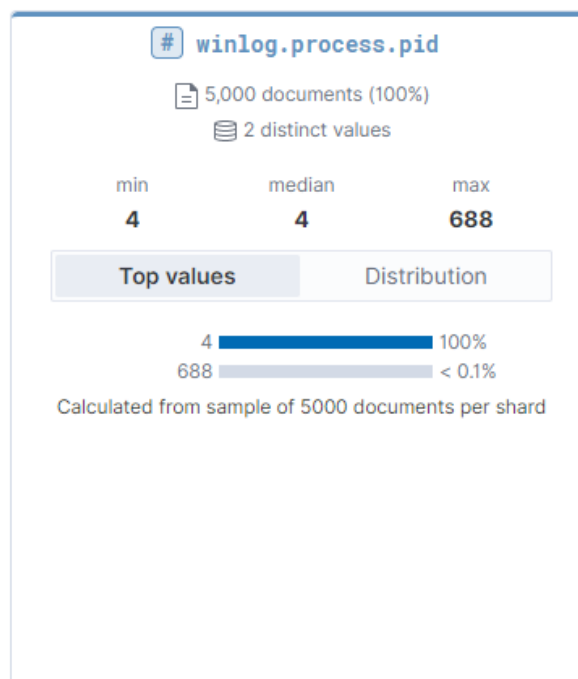 # winlog.process.pid
5,000 documents (100%)
2 distinct values
min median max
4 4 688
Top values Distribution
4 100%
688 < 0.1%
Calculated from sample of 5000 documents per shard